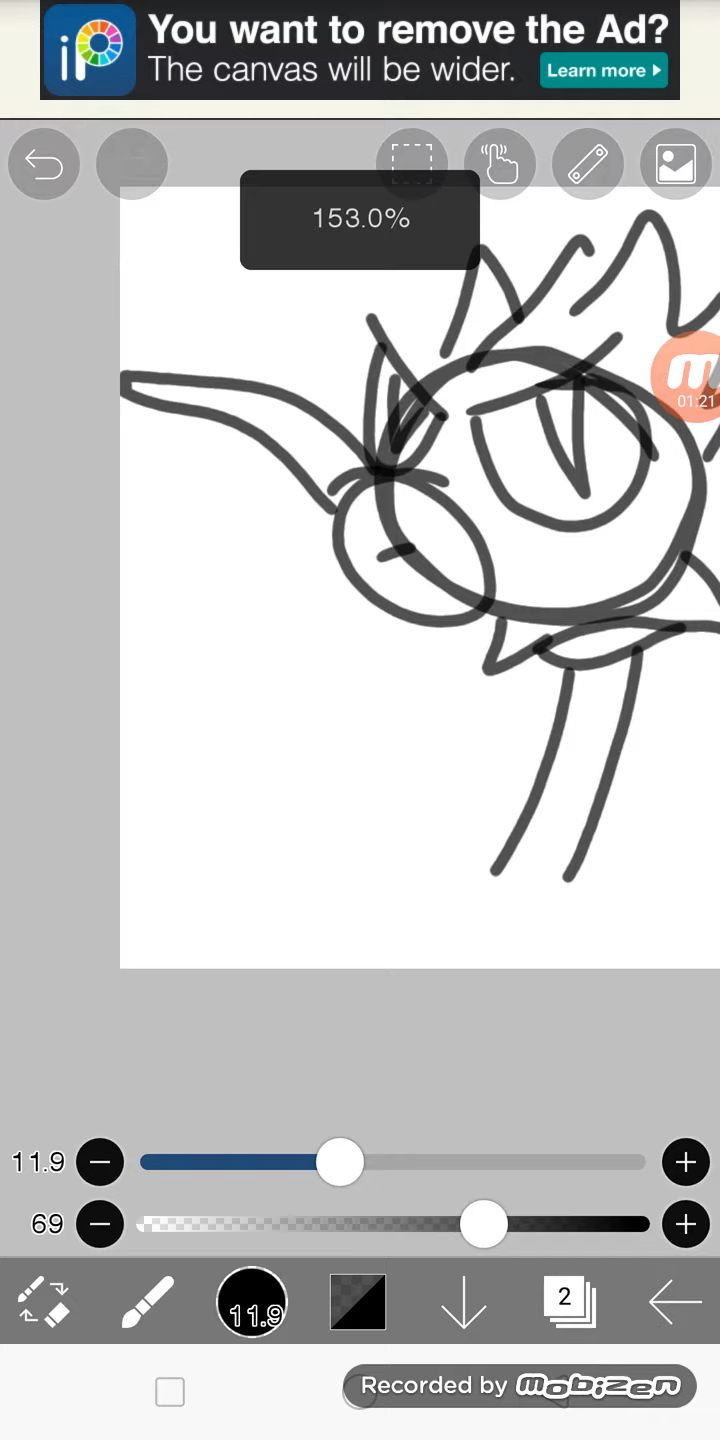 iP
You want to remove the Ad?
The canvas will be wider.
Learn more
153.0%
01:21
11.9
69
11.9
2
Recorded by mobizen